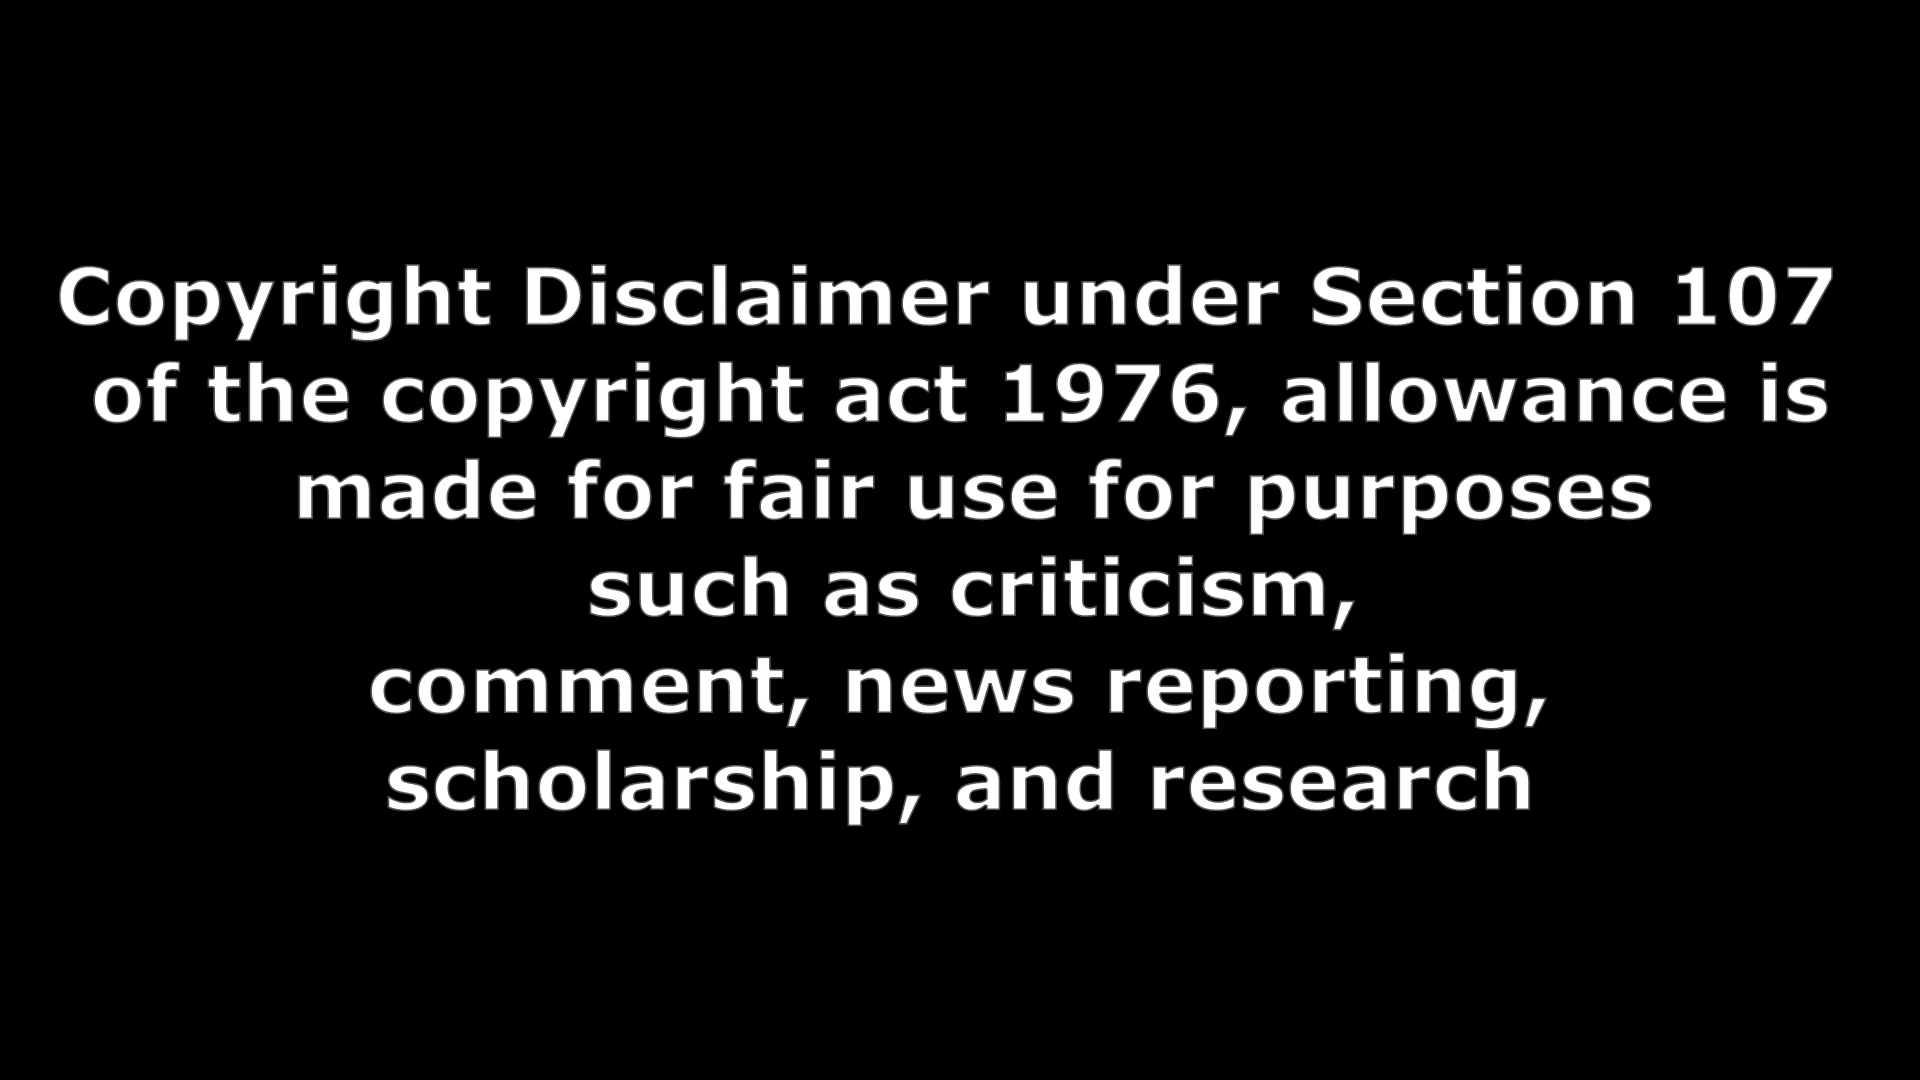 Copyright Disclaimer under Section 107
of the copyright act 1976, allowance is
made for fair use for purposes
such as criticism,
comment, news reporting,
scholarship, and research